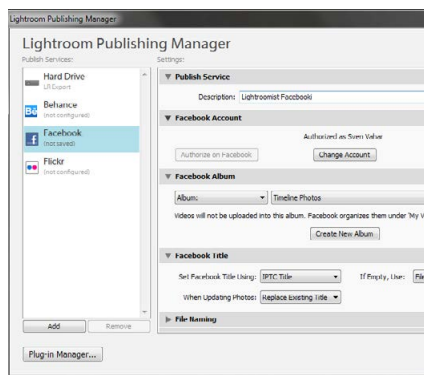 Lightroom Publishing Manager
Lightroom Publishing Manager
Publish Services:
Settings:
Hard Drive
LR Export
Behance
(not configured)
Facebook
(not saved)
Flickr
(not configured)
Add
Remove
Plug-in Manager...
Publish Service
Description: Lightroomist Facebook
Facebook Account
Authorized as Sven
Authorize on Facebook
Change Account
Facebook Album
Album:
Timeline Photos
Videos will not be uploaded into this album. Facebook organizes them under 'My
Create New Album
Facebook Title
Set Facebook Title Using: IPTC Title
If Empty, Use:
When Updating Photos: Replace Existing Title
File Naming